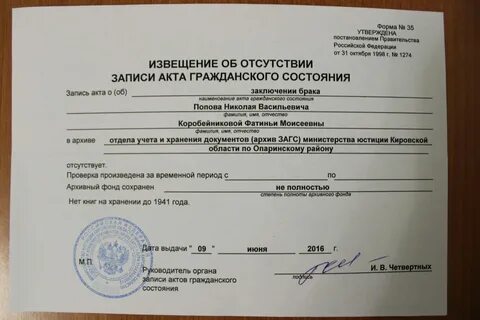 Форма № 35
УТВЕРЖДЕНА
постановлением Правительства
Российской Федерации
от 31 октября 1998 г. № 1274
ИЗВЕЩЕНИЕ ОБ ОТСУТСТВИИ
ЗАПИСИ АКТА ГРАЖДАНСКОГО СОСТОЯНИЯ
Запись акта о (об) заключении брака
наименование акта гражданского состояния
Попова Николая Васильевича
фамилия, имя, отчество
Коробейниковой Фатиньи Моисеевны
фамилия, имя, отчество
в архиве отдела учета и хранения документов (архив ЗАГС) министерства юстиции Кировской
области по Опаринскому району
отсутствует.
Проверка произведена за временной период с по
Архивный фонд сохранен не полностью
степень полноты архивного фонда
Нет книг на хранении до 1941 года.
Дата выдачи " 09 " июня 2016 г.
М.П.
Руководитель органа
записи актов гражданского
состояния
подпись
И. В. Четвертных